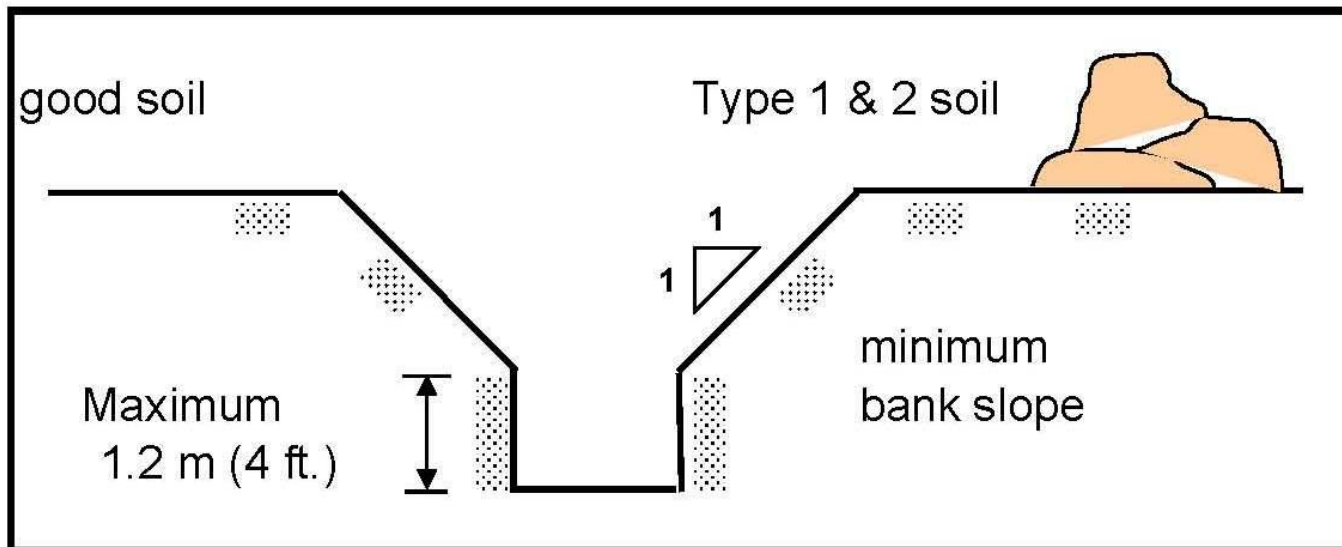 good soil
Type 1 & 2 soil
1
1
minimum
bank slope
Maximum
1.2 m (4 ft.)